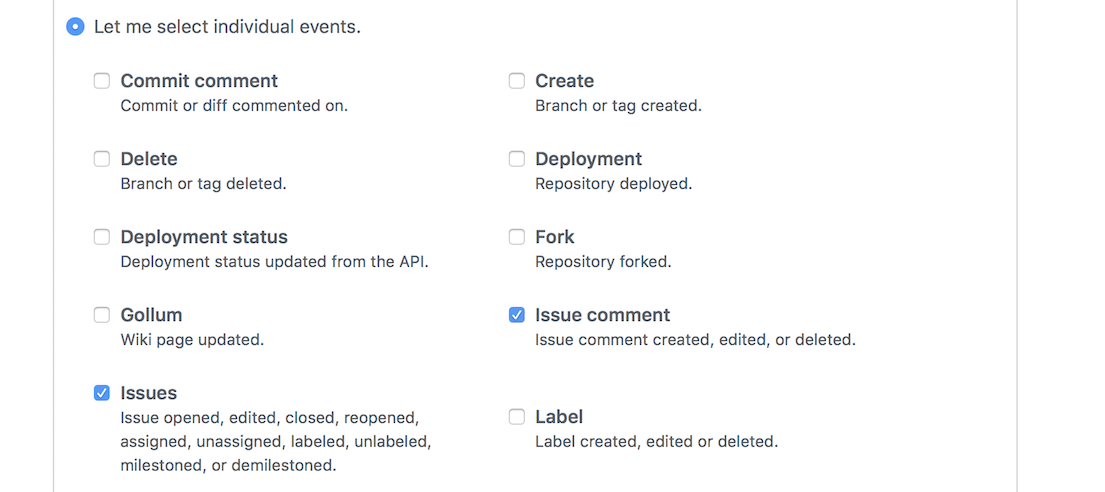 Let me select individual events.
Commit comment
Commit or diff commented on.
Create
Branch or tag created.
Delete
Branch or tag deleted.
Deployment
Repository deployed.
Deployment status
Deployment status updated from the API.
Fork
Repository forked.
Gollum
Wiki page updated.
Issue comment
Issue comment created, edited, or deleted.
Issues
Issue opened, edited, closed, reopened,
assigned, unassigned, labeled, unlabeled,
milestoned, or demilestoned.
Label
Label created, edited or deleted.